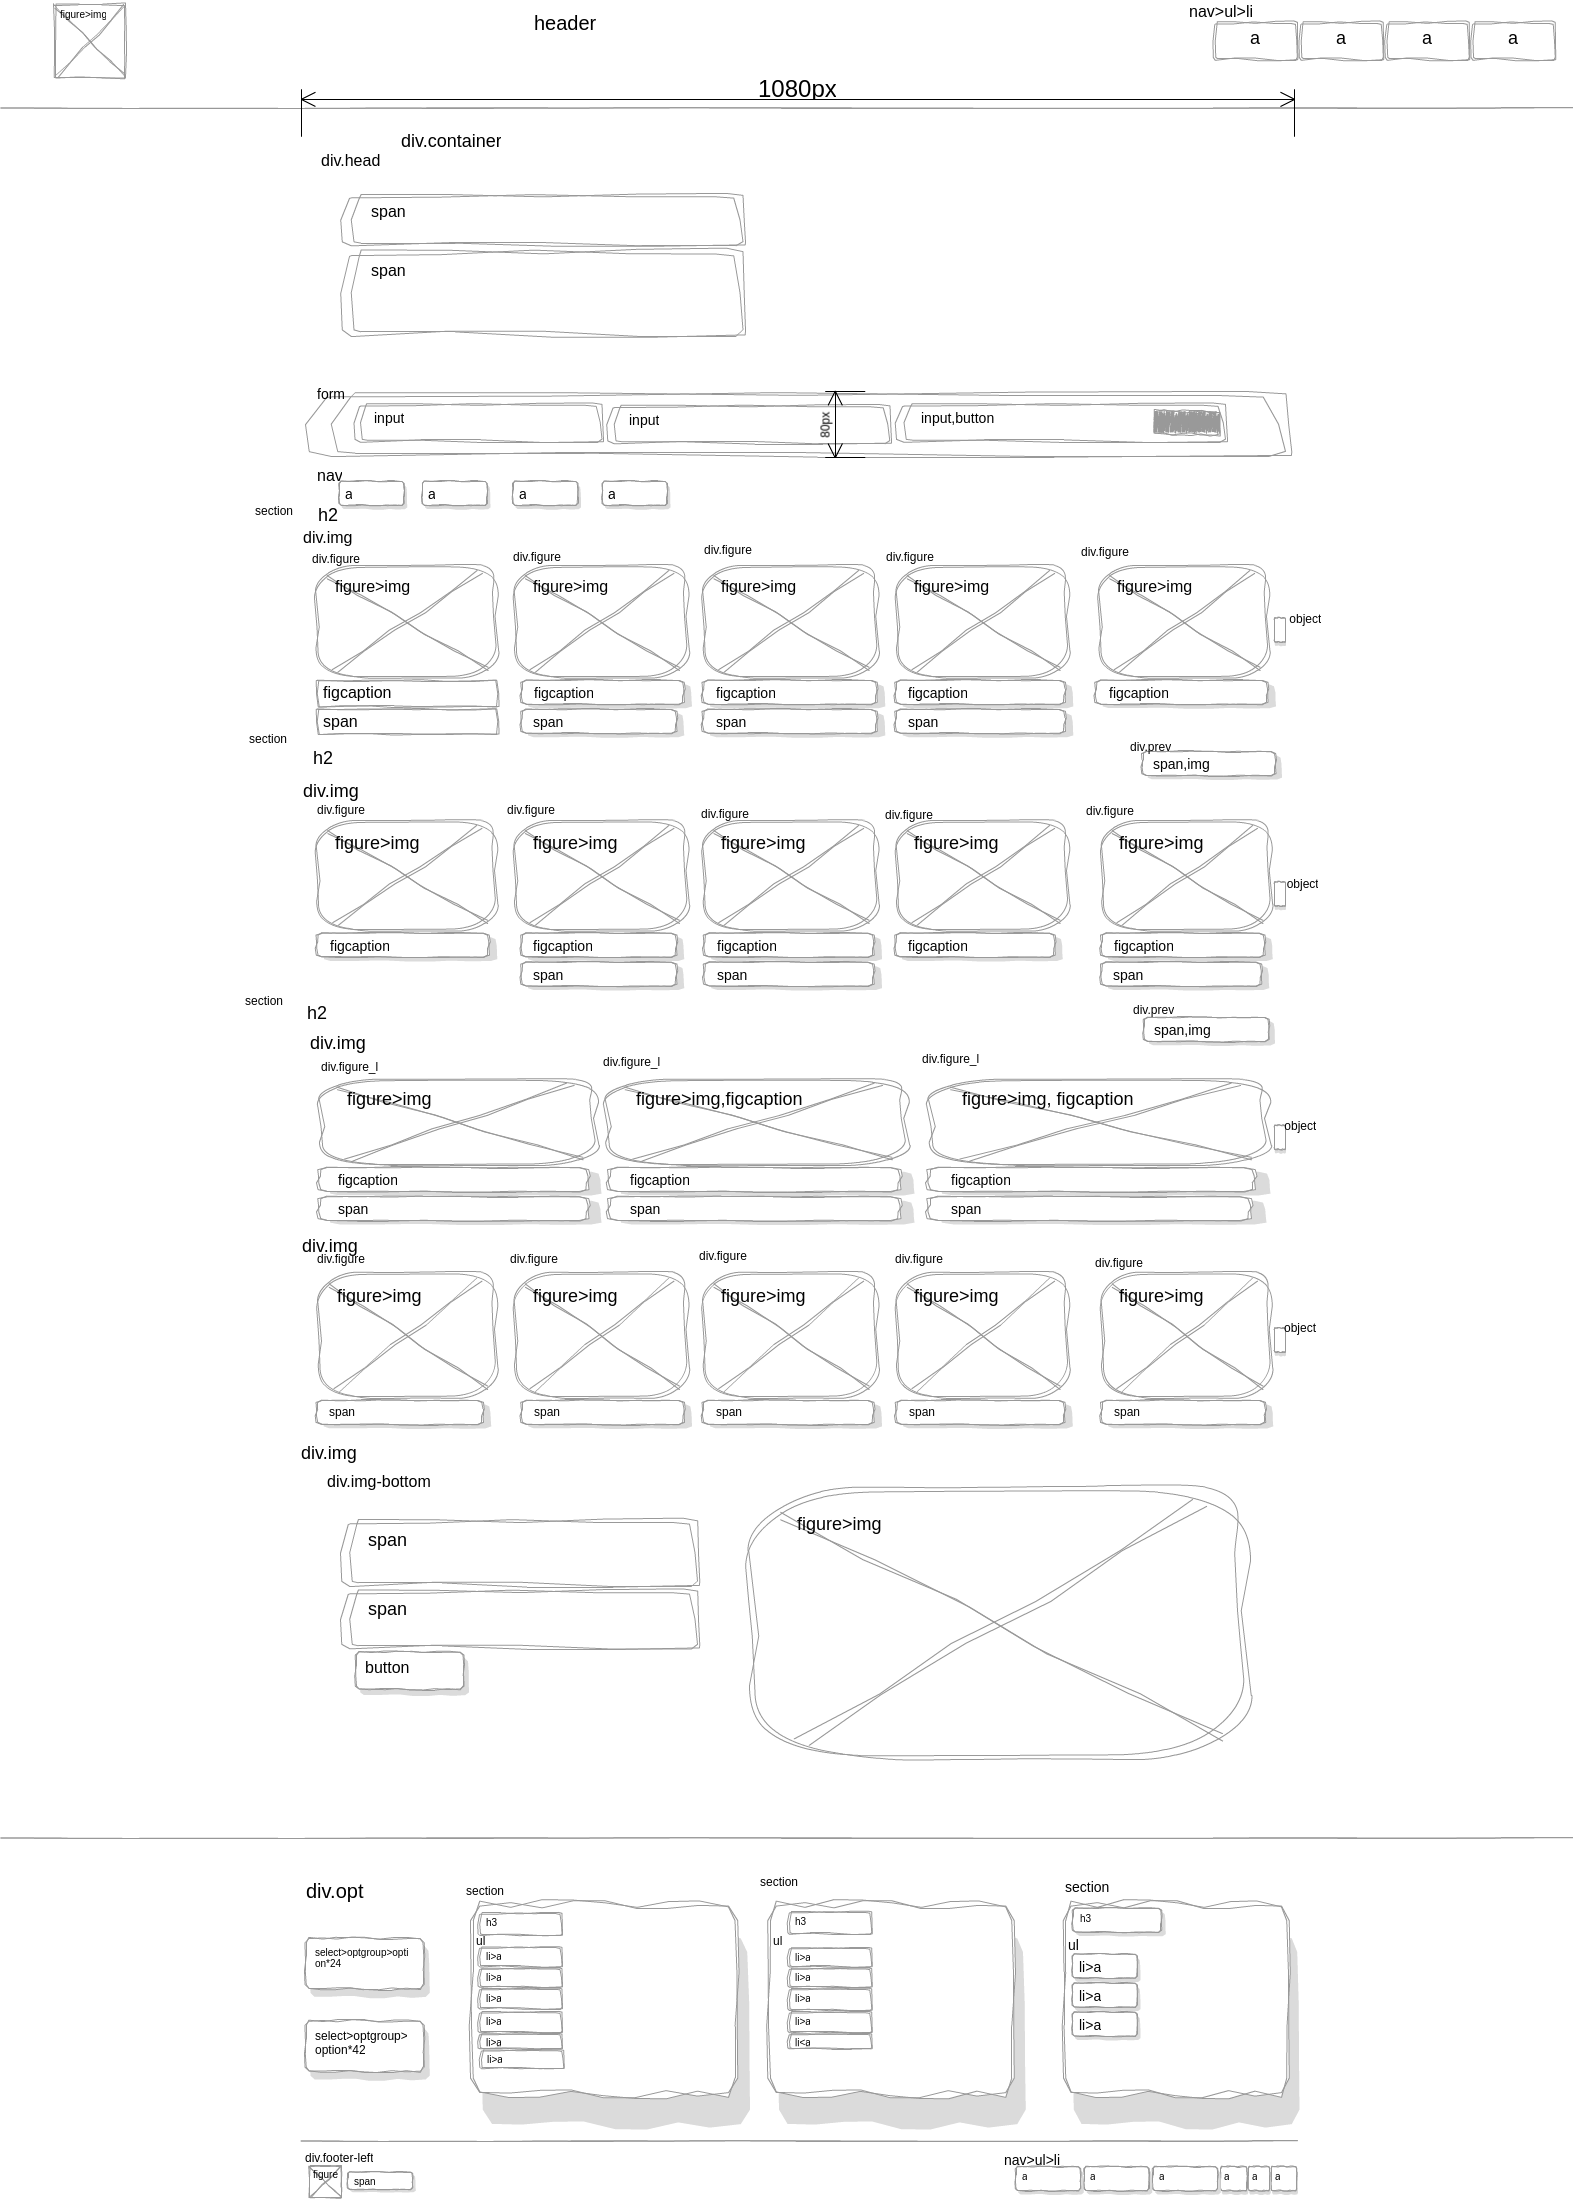 figure>img
header
nav>ul>li
a a a a
1080px
div.container
div.head
span
span
form
input
input
80px
input,button
nav
a a a a
section
h2
div.img
div.figure div.figure div.figure div.figure div.figure
figure>img figure>img figure>img figure>img figure>img
object
figcaption figcaption figcaption figcaption figcaption
span span span span
section
h2
div.prev
span,img
div.img
div.figure div.figure div.figure div.figure div.figure
figure>img figure>img figure>img figure>img figure>img
object
figcaption figcaption figcaption figcaption figcaption
span span span
section
h2
div.prev
span,img
div.img
div.figure_l div.figure_l div.figure_l
figure>img figure>img,figcaption figure>img, figcaption
object
figcaption figcaption figcaption
span span span
div.img
div.figure div.figure div.figure div.figure div.figure
figure>img figure>img figure>img figure>img figure>img
object
span span span span span
div.img
div.img-bottom
span
span
button
figure>img
div.opt
select>optgroup>opti
on*24
select>optgroup>
option*42
section
h3
ul
li>a
li>a
li>a
li>a
li>a
li>a
section
h3
ul
li>a
li>a
li>a
li>a
li<a
section
h3
ul
li>a
li>a
li>a
div.footer-left
figure
span
nav>ul>li
a a a a a a